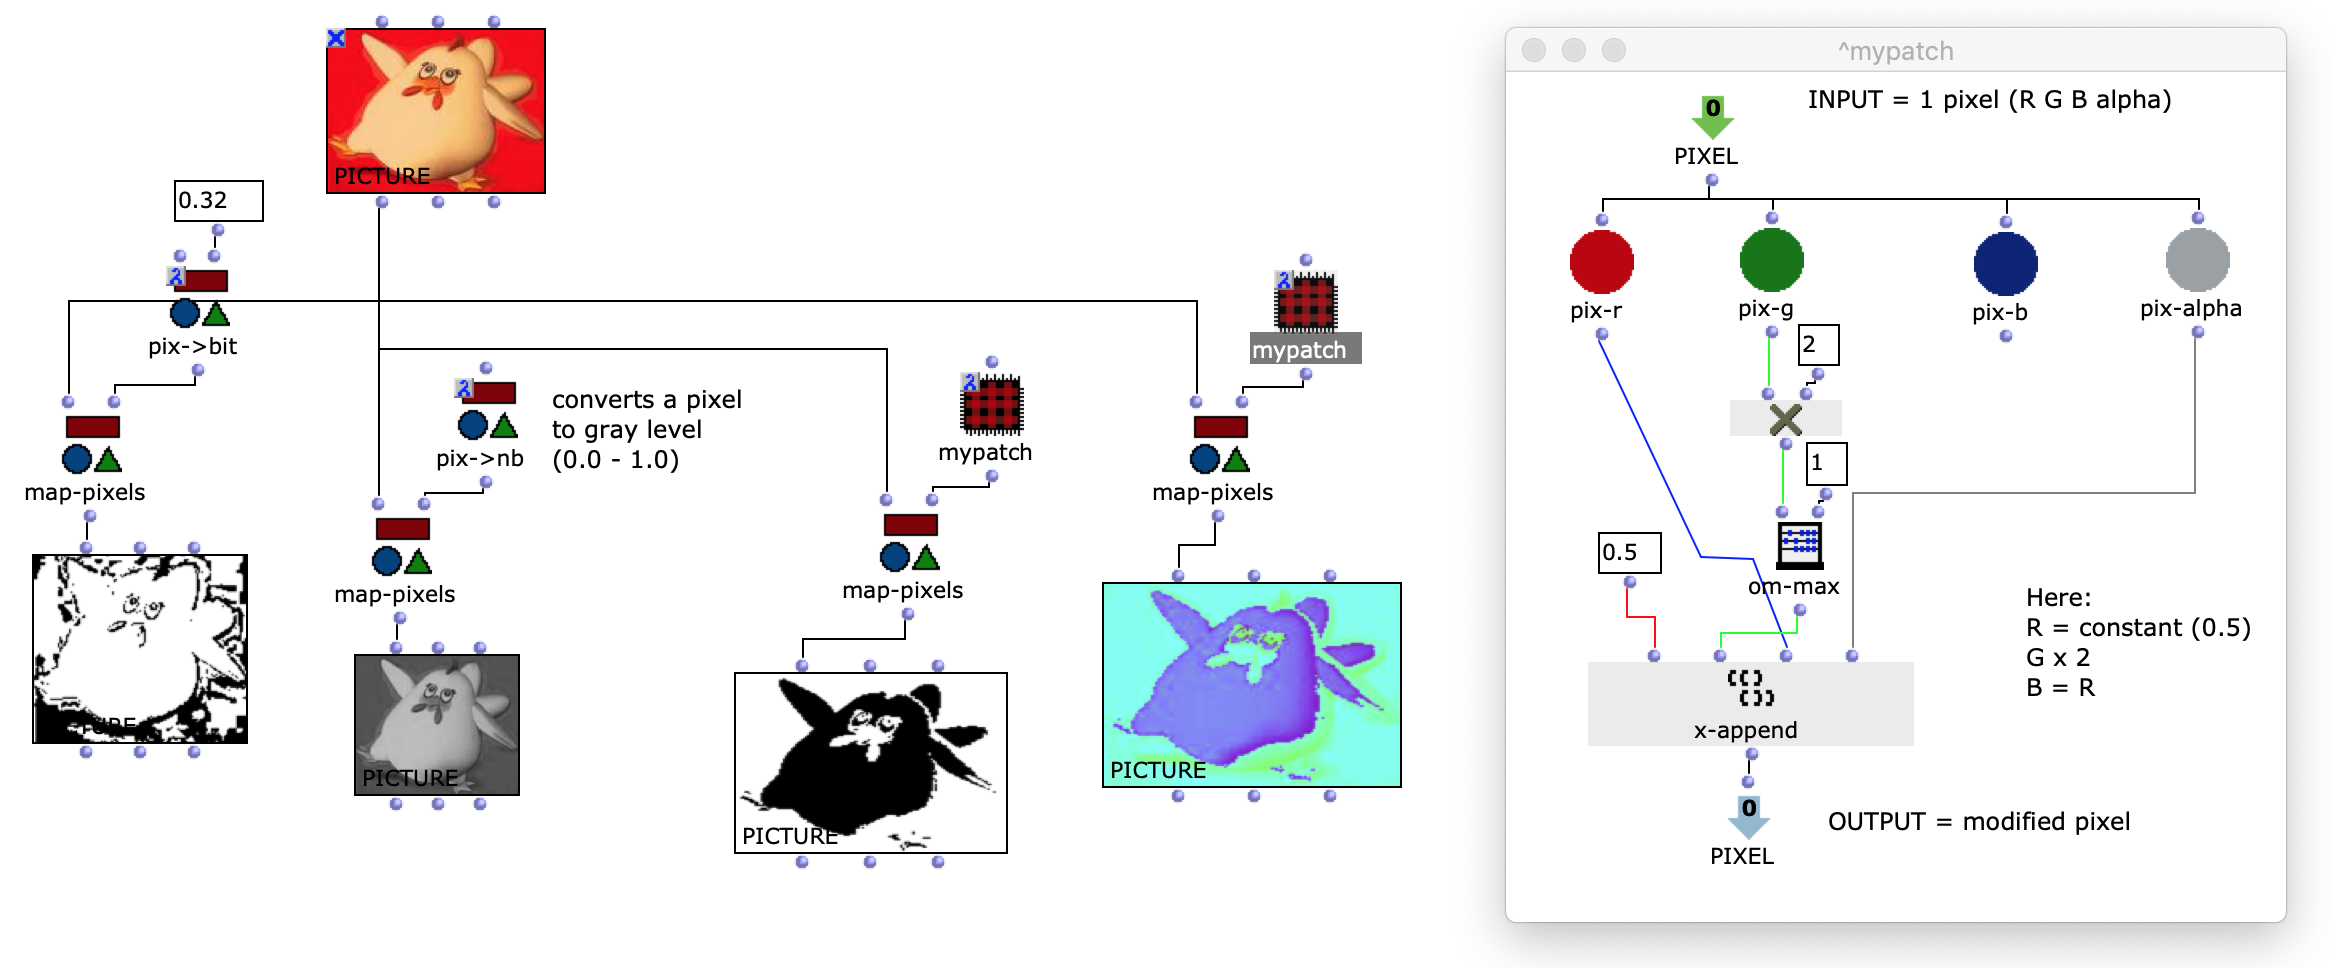 PICTURE
0.32
pix->bit
map-pixels
converts a pixel
to gray level
(0.0 - 1.0)
pix->nb
map-pixels
PICTURE
mypatch
map-pixels
PICTURE
mypatch
map-pixels
PICTURE
^mypatch
INPUT = 1 pixel (R G B alpha)
0
PIXEL
pix-r
pix-g
pix-b
pix-alpha
2
1
0.5
om-max
Here:
R = constant (0.5)
G x 2
B = R
x-append
0
OUTPUT = modified pixel
PIXEL